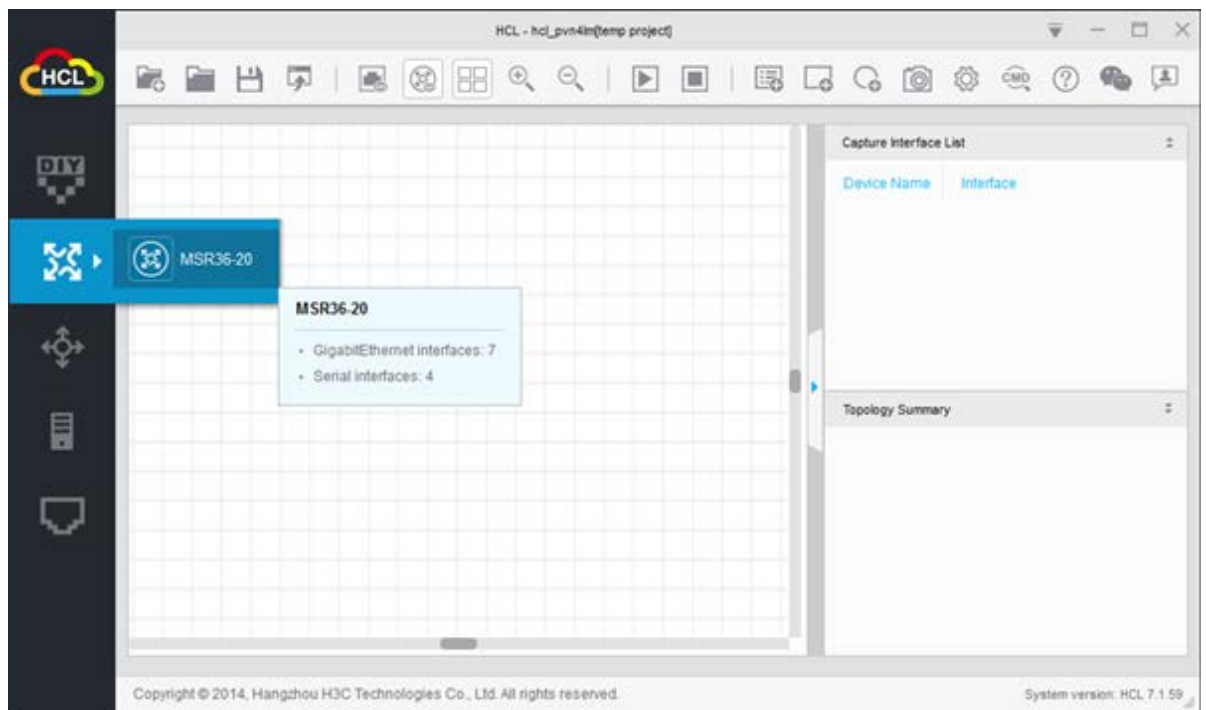 HCL - hcl_pvn4lm[temp project]
HCL
CMD
DIY
Capture Interface List
Device Name Interface
MSR36-20
MSR36-20
• GigabitEthernet interfaces: 7
• Serial interfaces: 4
Topology Summary
Copyright © 2014, Hangzhou H3C Technologies Co., Ltd. All rights reserved.
System version: HCL 7.1.59